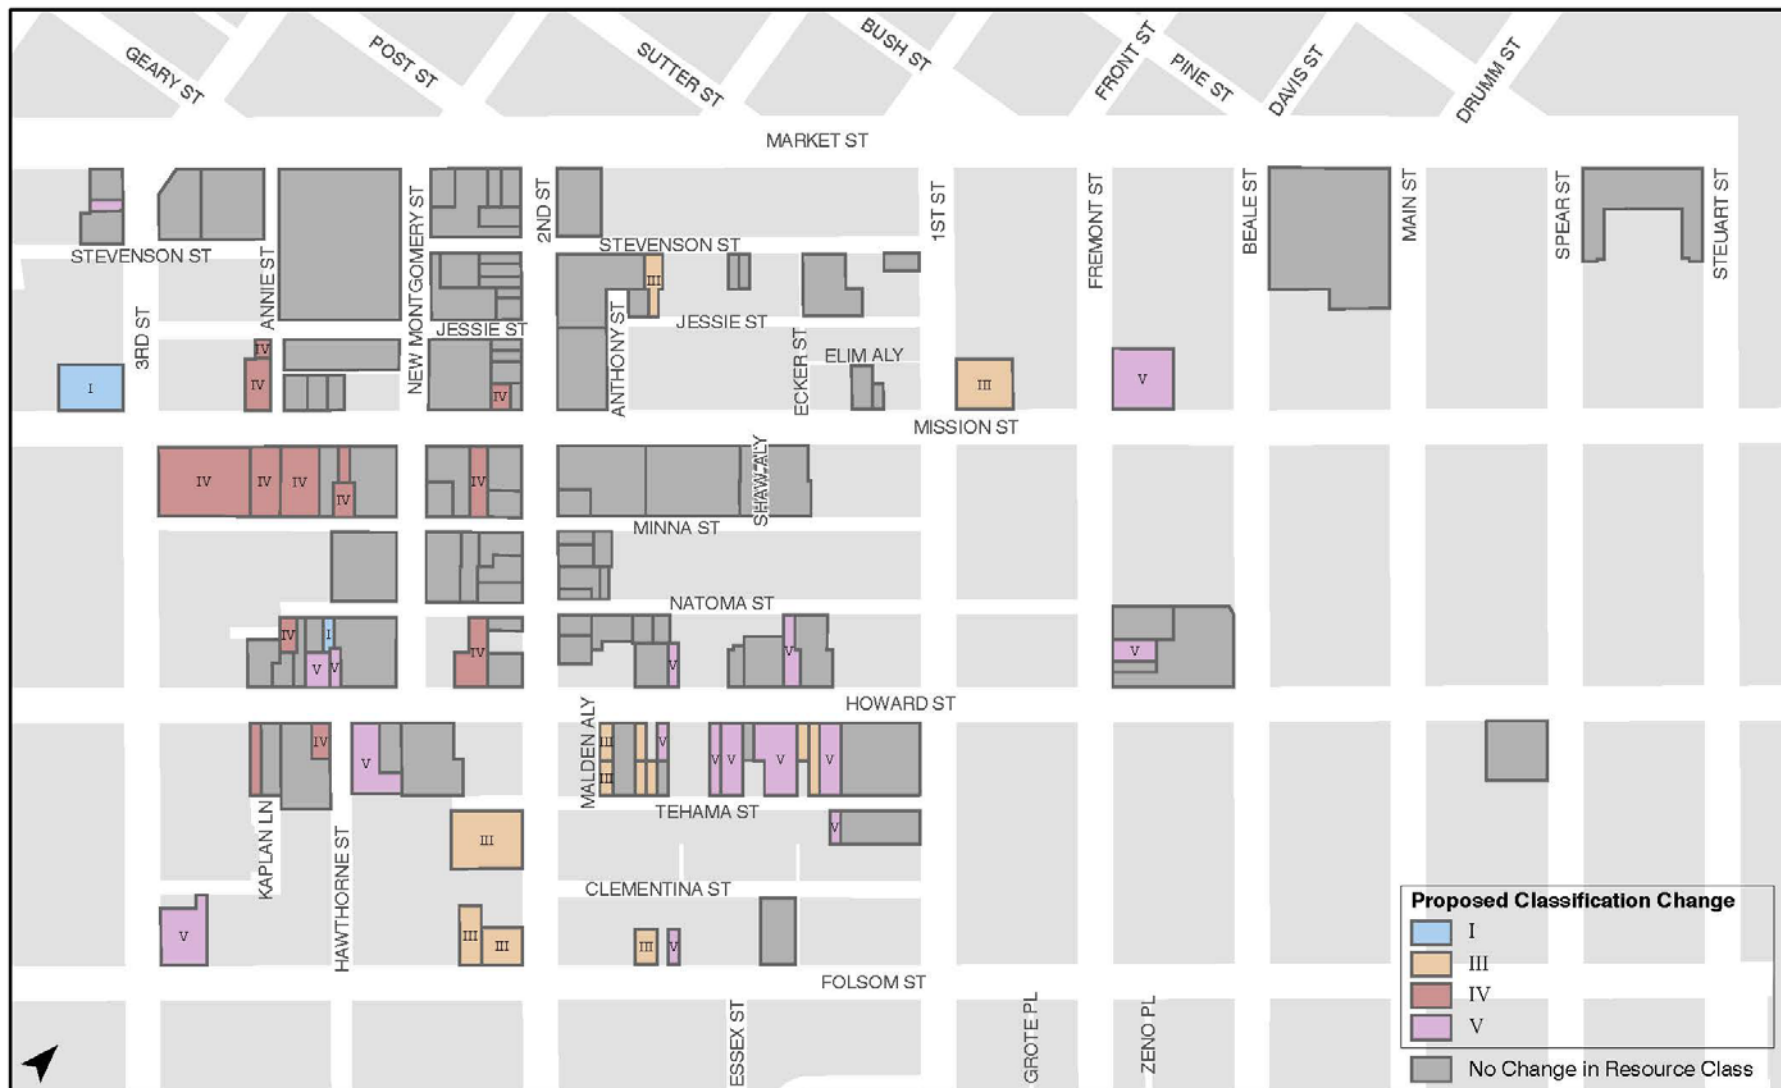 GEARY ST
POST ST
SUTTER ST
BUSH ST
FRONT ST
PINE ST
DAVIS ST
DRUMM ST
MARKET ST
NEW MONTGOMERY ST
2ND ST
1ST ST
FREMONT ST
BEALE ST
MAIN ST
SPEAR ST
STEUART ST
STEVENSON ST
STEVENSON ST
ANNIE ST
III
3RD ST
JESSIE ST
ANTHONY ST
JESSIE ST
ECKER ST
ELIM ALY
IV
I
IV
IV
III
V
MISSION ST
IV
IV
IV
IV
IV
SHAW ALY
MINNA ST
NATOMA ST
IV
I
V
V
IV
V
V
V
HOWARD ST
IV
V
MALDEN ALY
III
III
V
V
V
V
V
TEHAMA ST
V
KAPLAN LN
HAWTHORNE ST
III
CLEMENTINA ST
V
III
III
III
V
FOLSOM ST
ESSEX ST
GROTE PL
ZENO PL
Proposed Classification Change
I
III
IV
V
No Change in Resource Class